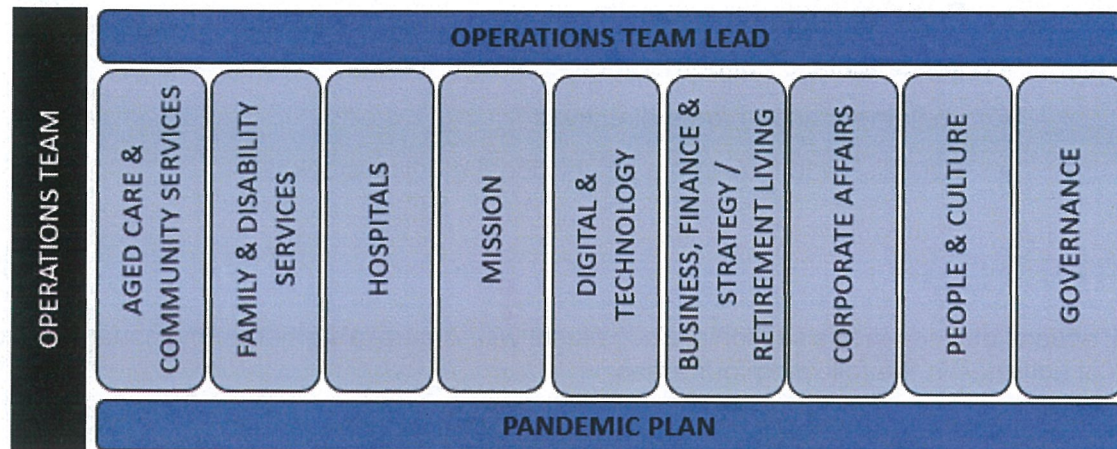 OPERATIONS TEAM
OPERATIONS TEAM LEAD
AGED CARE &
COMMUNITY SERVICES
FAMILY & DISABILITY
SERVICES
HOSPITALS
MISSION
DIGITAL &
TECHNOLOGY
BUSINESS, FINANCE &
STRATEGY /
RETIREMENT LIVING
CORPORATE AFFAIRS
PEOPLE & CULTURE
GOVERNANCE
PANDEMIC PLAN